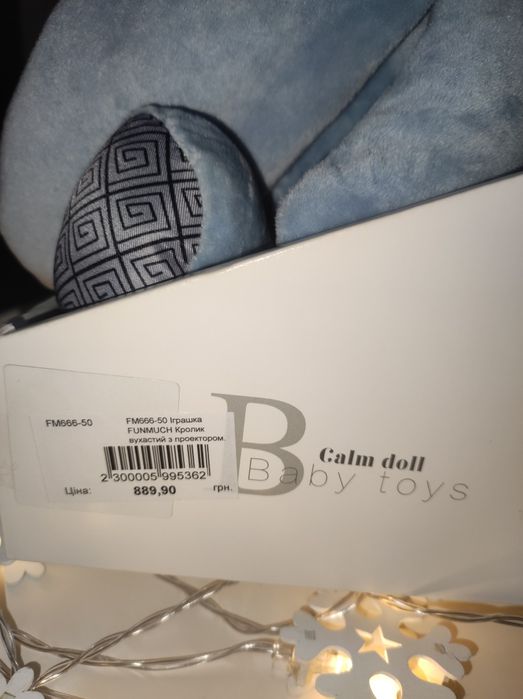 FM666-50
FM666-50 Іграшка
FUNMUCH Кролик
вухастий з проектором.
2 300005 995362
Ціна: 889,90 грн.
B
Calm doll
Baby toys